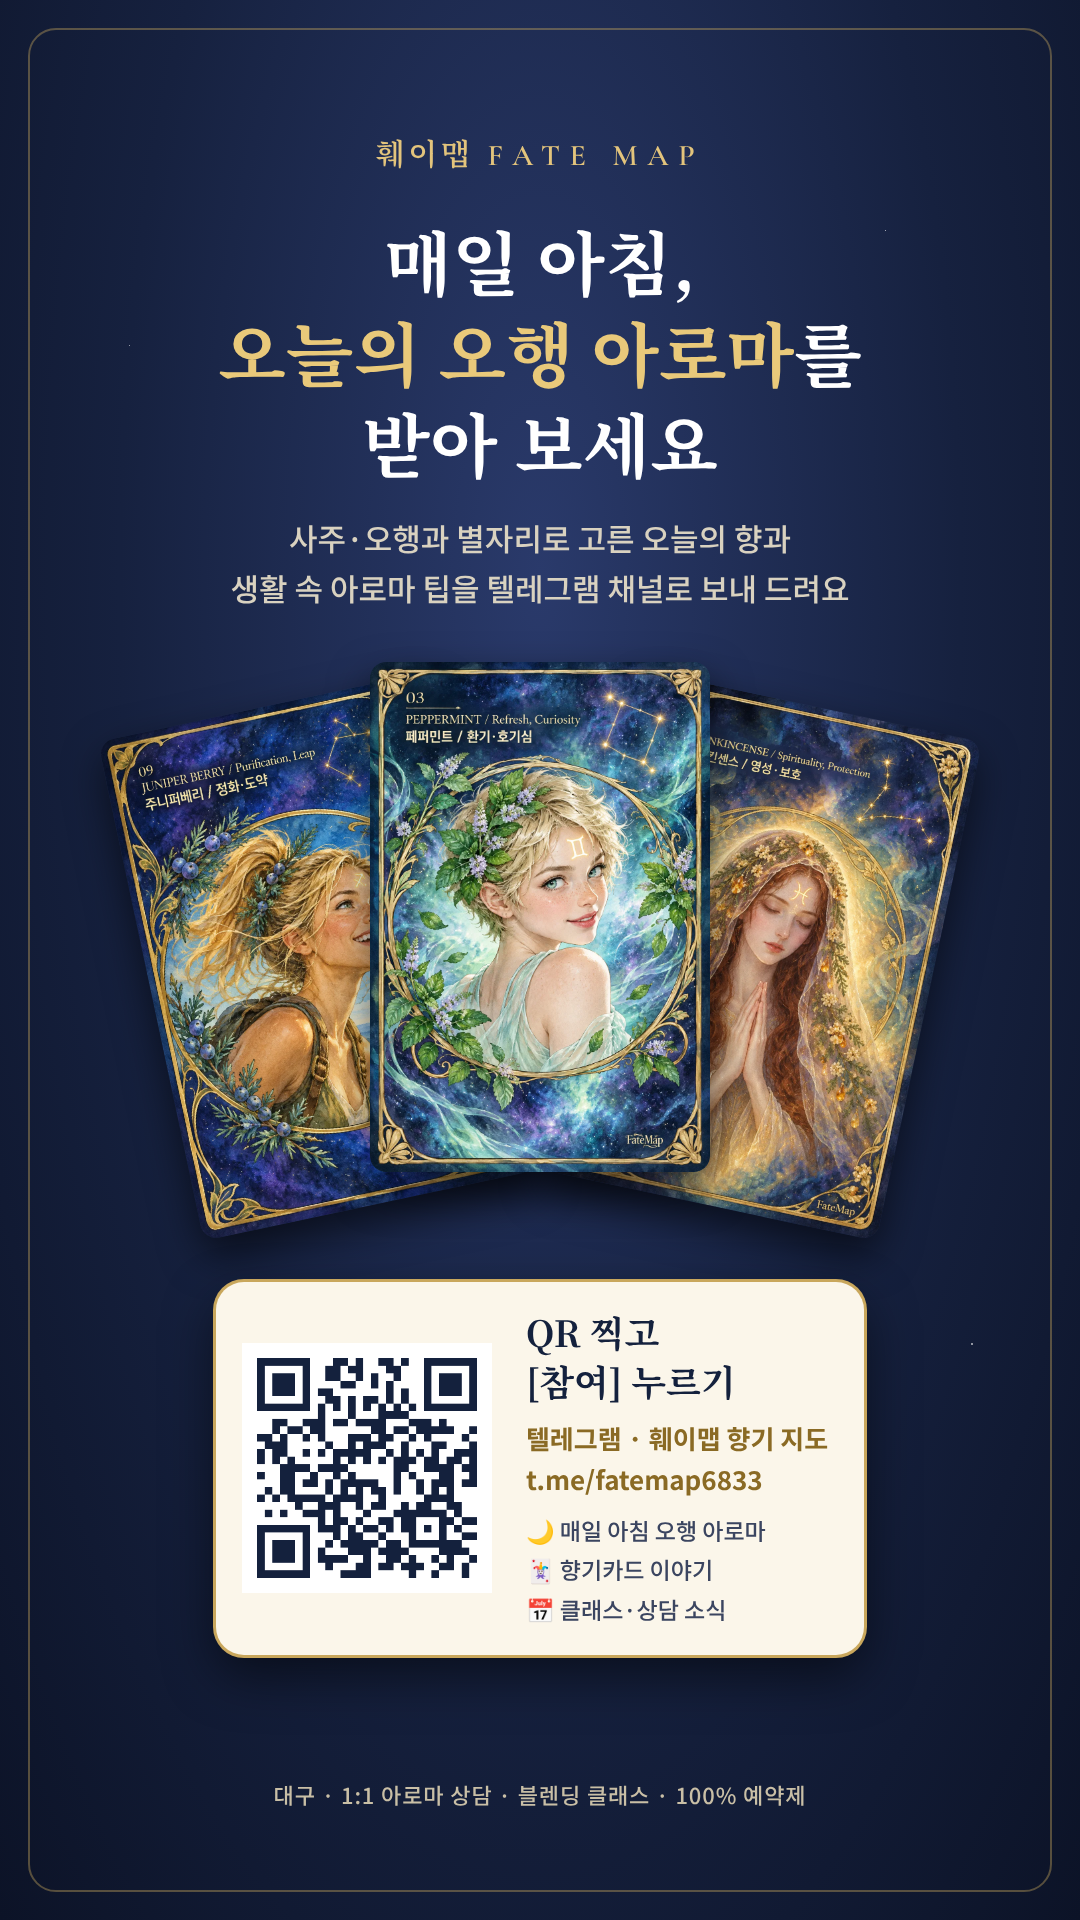 훼이맵 FATE MAP
매일 아침,
오늘의 오행 아로마를
받아 보세요
사주·오행과 별자리로 고른 오늘의 향과
생활 속 아로마 팁을 텔레그램 채널로 보내 드려요
09
JUNIPER BERRY / Purification, Leap
주니퍼베리 / 정화·도약
03
PEPPERMINT / Refresh, Curiosity
페퍼민트 / 환기·호기심
FateMap
NKINCENSE / Spirituality, Protection
킨센스 / 영성·보호
FateMap
QR 찍고
[참여] 누르기
텔레그램 · 훼이맵 향기 지도
t.me/fatemap6833
🌙 매일 아침 오행 아로마
🃏 향기카드 이야기
📅 클래스·상담 소식
대구 · 1:1 아로마 상담 · 블렌딩 클래스 · 100% 예약제